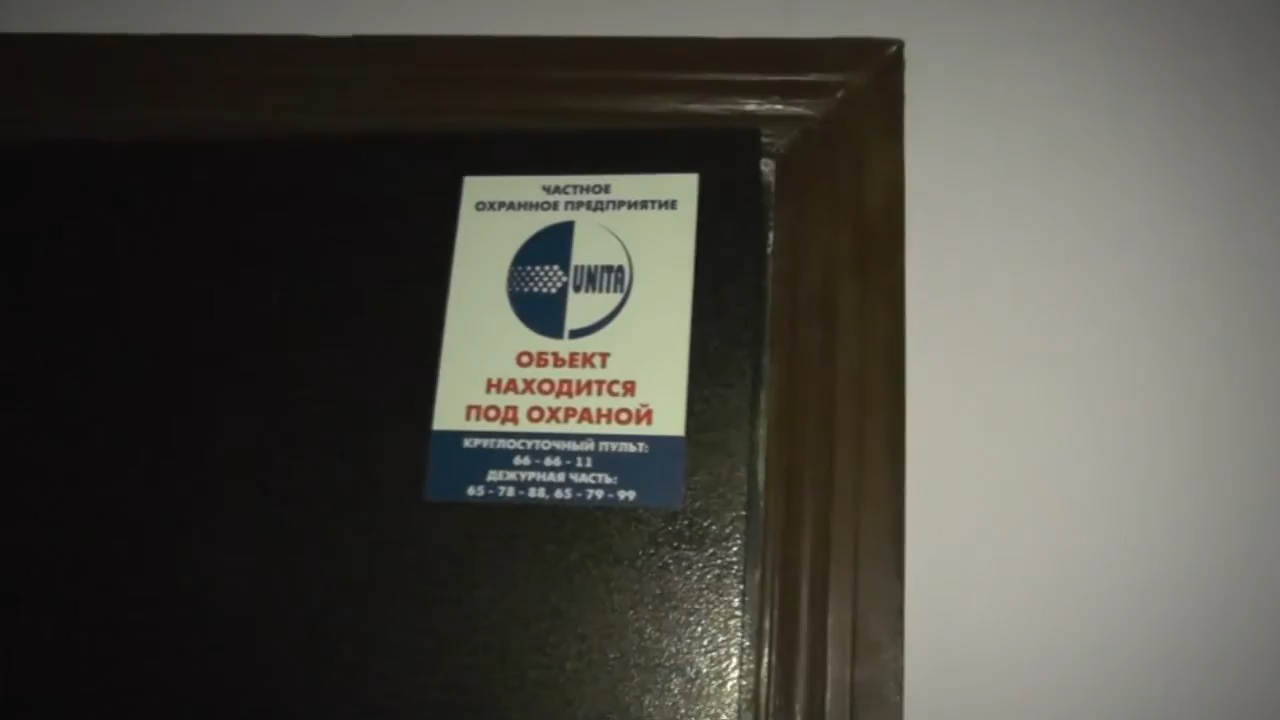 ЧАСТНОЕ
ОХРАННОЕ ПРЕДПРИЯТИЕ
UNITA
ОБЪЕКТ
НАХОДИТСЯ
ПОД ОХРАНОЙ
КРУГЛОСУТОЧНЫЙ ПУЛЬТ:
66 - 66 - 11
ДЕЖУРНАЯ ЧАСТЬ:
65 - 78 - 88, 65 - 79 - 99